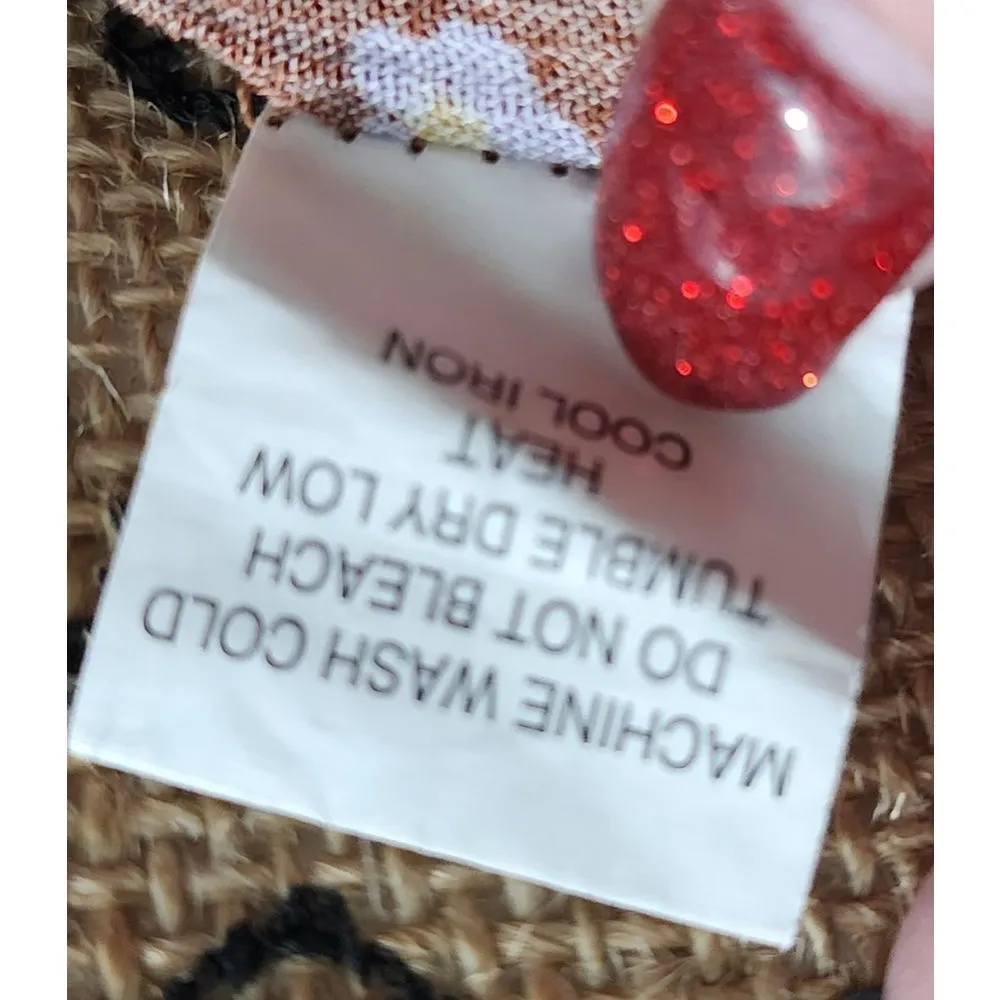 MACHINE WASH COLD
DO NOT BLEACH
TUMBLE DRY LOW
HEAT
COOL IRON